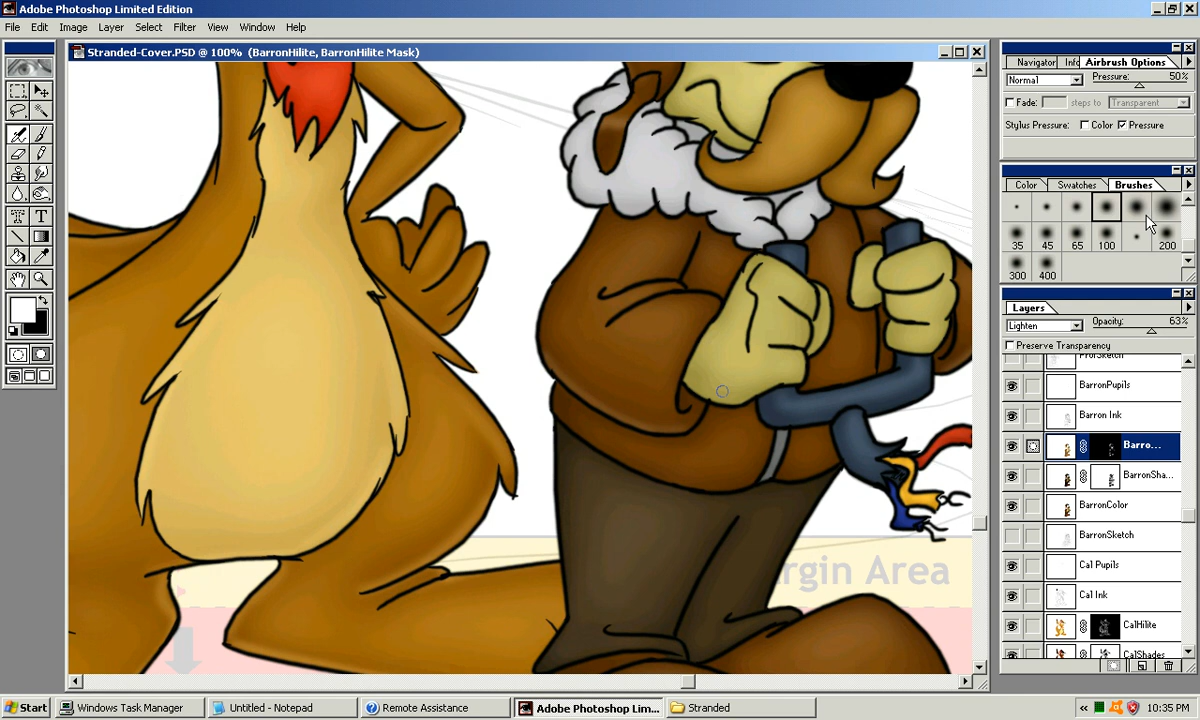 Adobe Photoshop Limited Edition
File Edit Image Layer Select Filter View Window Help
Stranded-Cover.PSD @ 100% (BarronHilite, BarronHilite Mask)
Navigator Info Airbrush Options
Normal Pressure: 50%
Fade: steps to Transparent
Stylus Pressure: Color Pressure
Color Swatches Brushes
35 45 65 100 200
300 400
Layers
Lighten Opacity: 63%
Preserve Transparency
ProfSketch
BarronPupils
Barron Ink
Barro...
BarronSha...
BarronColor
BarronSketch
Cal Pupils
Cal Ink
CalHilite
CalShades
rgin Area
T T
Start Windows Task Manager Untitled - Notepad Remote Assistance Adobe Photoshop Lim... Stranded 10:35 PM